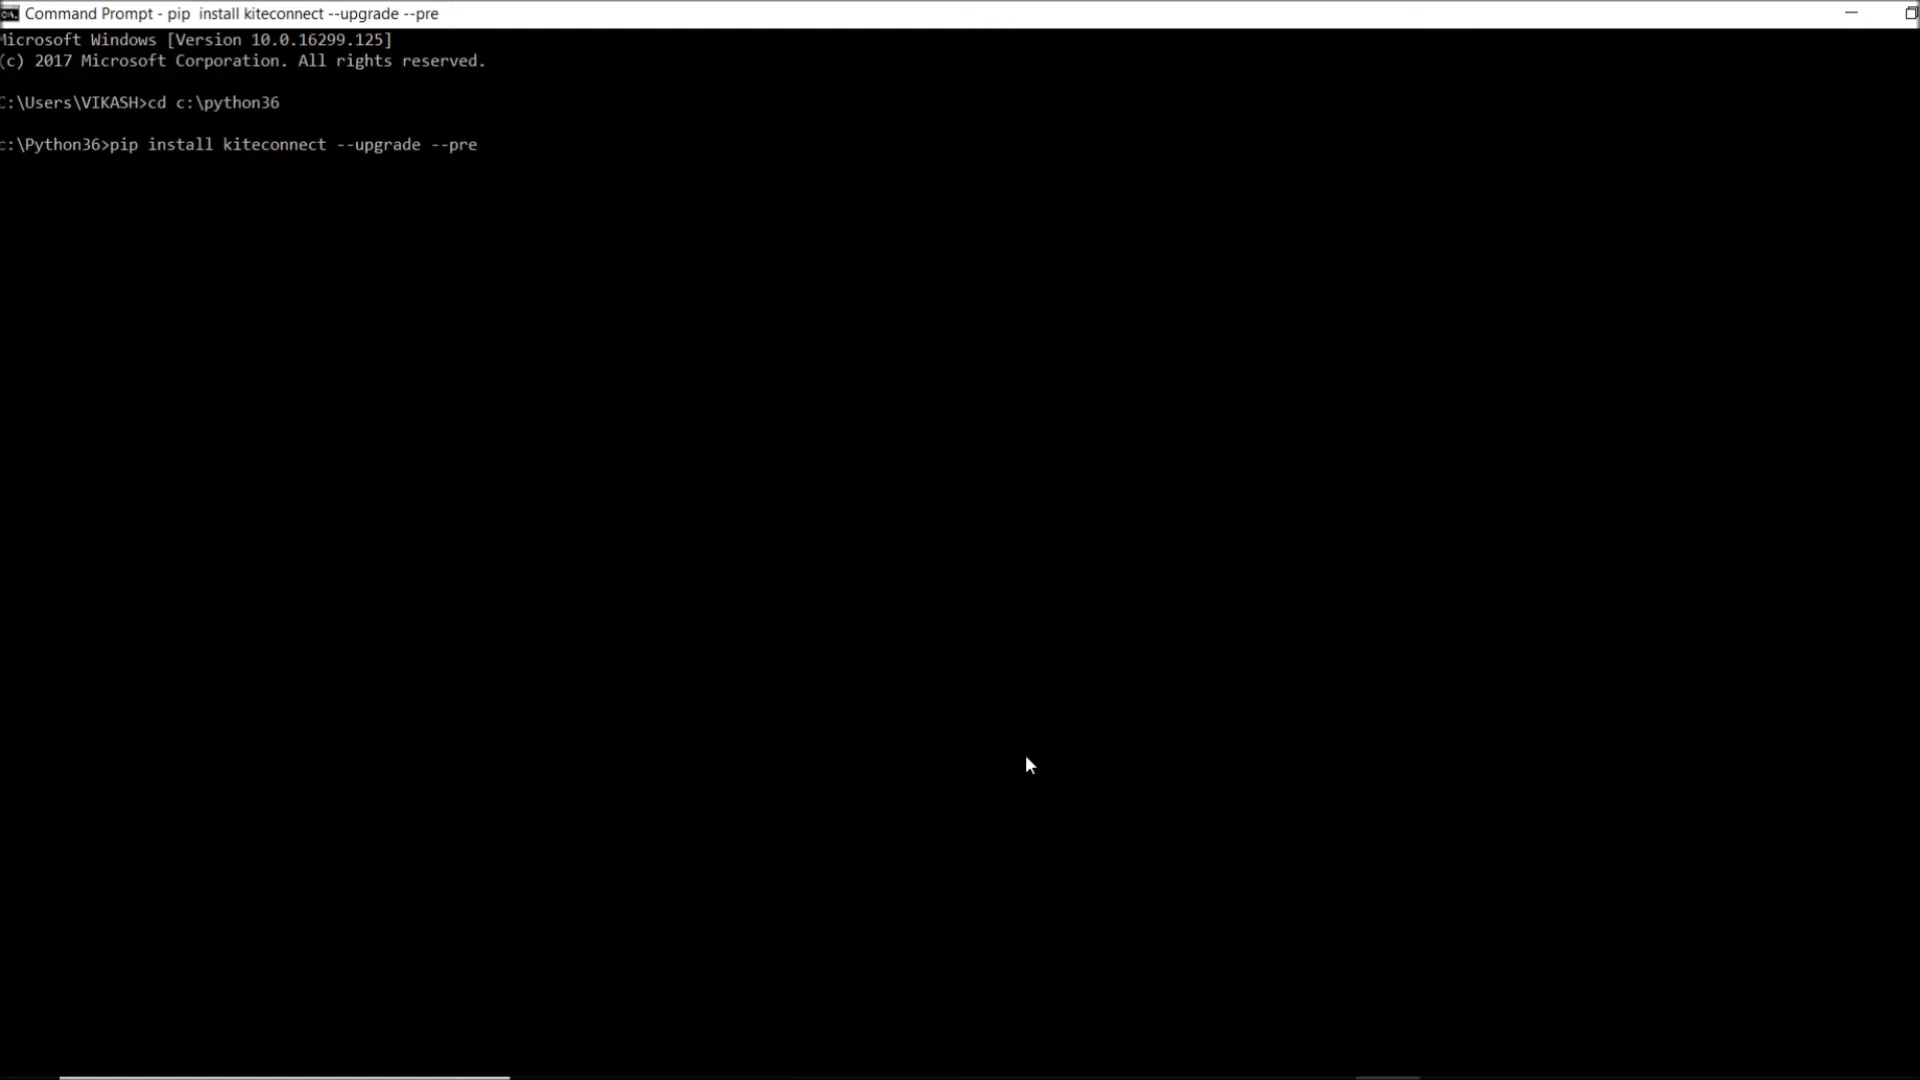 Command Prompt - pip  install kiteconnect --upgrade --pre
Microsoft Windows [Version 10.0.16299.125]
(c) 2017 Microsoft Corporation. All rights reserved.
C:\Users\VIKASH>cd c:\python36
c:\Python36>pip install kiteconnect --upgrade --pre